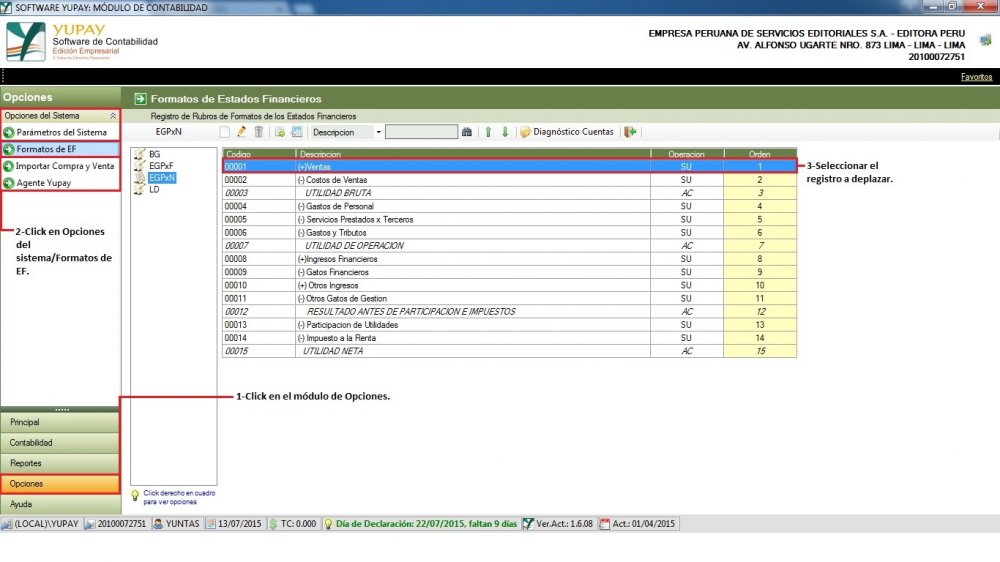 SOFTWARE YUPAY: MÓDULO DE CONTABILIDAD
YUPAY
Software de Contabilidad
Edición Empresarial
EMPRESA PERUANA DE SERVICIOS EDITORIALES S.A. - EDITORA PERU
AV. ALFONSO UGARTE NRO. 873 LIMA - LIMA - LIMA
20100072751
Favoritos
Opciones
Formatos de Estados Financieros
Opciones del Sistema
Registro de Rubros de Formatos de los Estados Financieros
Parámetros del Sistema
EGPxN
Descripcion
Diagnóstico Cuentas
Formatos de EF
Importar Compra y Venta
Agente Yupay
BG
EGPxF
EGPxN
LD
Codigo Descripcion Operacion Orden
00001 (+)Ventas SU 1
00002 (-) Costos de Ventas SU 2
00003 UTILIDAD BRUTA AC 3
00004 (-) Gastos de Personal SU 4
00005 (-) Servicios Prestados x Terceros SU 5
00006 (-) Gastos y Tributos SU 6
00007 UTILIDAD DE OPERACION AC 7
00008 (+)Ingresos Financieros SU 8
00009 (-) Gatos Financieros SU 9
00010 (+) Otros Ingresos SU 10
00011 (-) Otros Gatos de Gestion SU 11
00012 RESULTADO ANTES DE PARTICIPACION E IMPUESTOS AC 12
00013 (-) Participacion de Utilidades SU 13
00014 (-) Impuesto a la Renta SU 14
00015 UTILIDAD NETA AC 15
3-Seleccionar el
registro a deplazar.
2-Click en Opciones
del
sistema/Formatos de
EF.
1-Click en el módulo de Opciones.
Principal
Contabilidad
Reportes
Opciones
Ayuda
Click derecho en cuadro
para ver opciones
(LOCAL)\YUPAY 20100072751 YUNTAS 13/07/2015 TC: 0.000 Día de Declaración: 22/07/2015, faltan 9 días Ver.Act.: 1.6.08 Act.: 01/04/2015